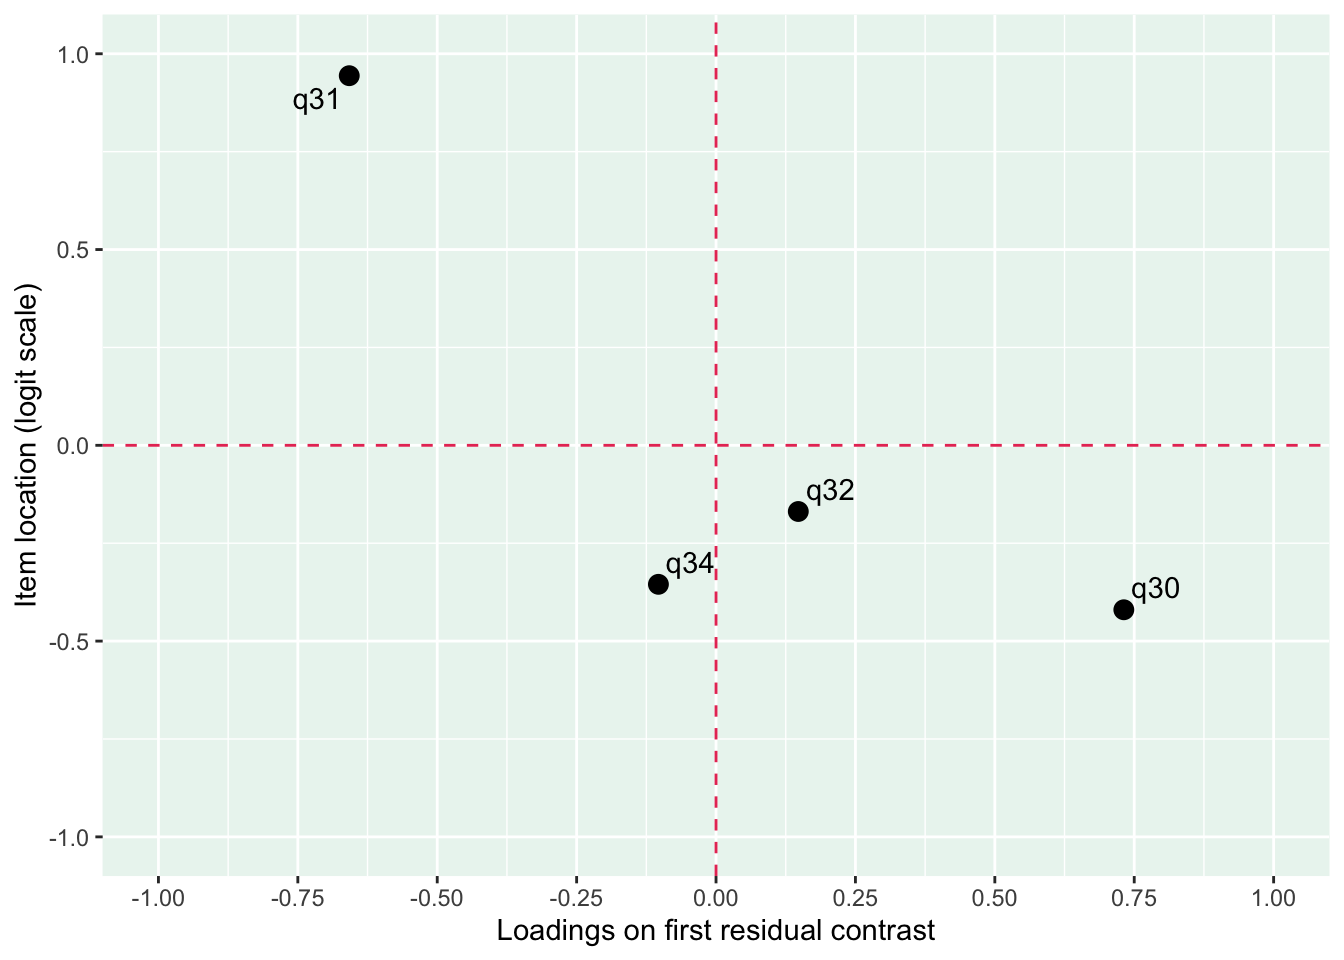 1.0
q31
0.5
Item location (logit scale)
0.0
q32
q34
q30
-0.5
-1.0
-1.00 -0.75 -0.50 -0.25 0.00 0.25 0.50 0.75 1.00
Loadings on first residual contrast